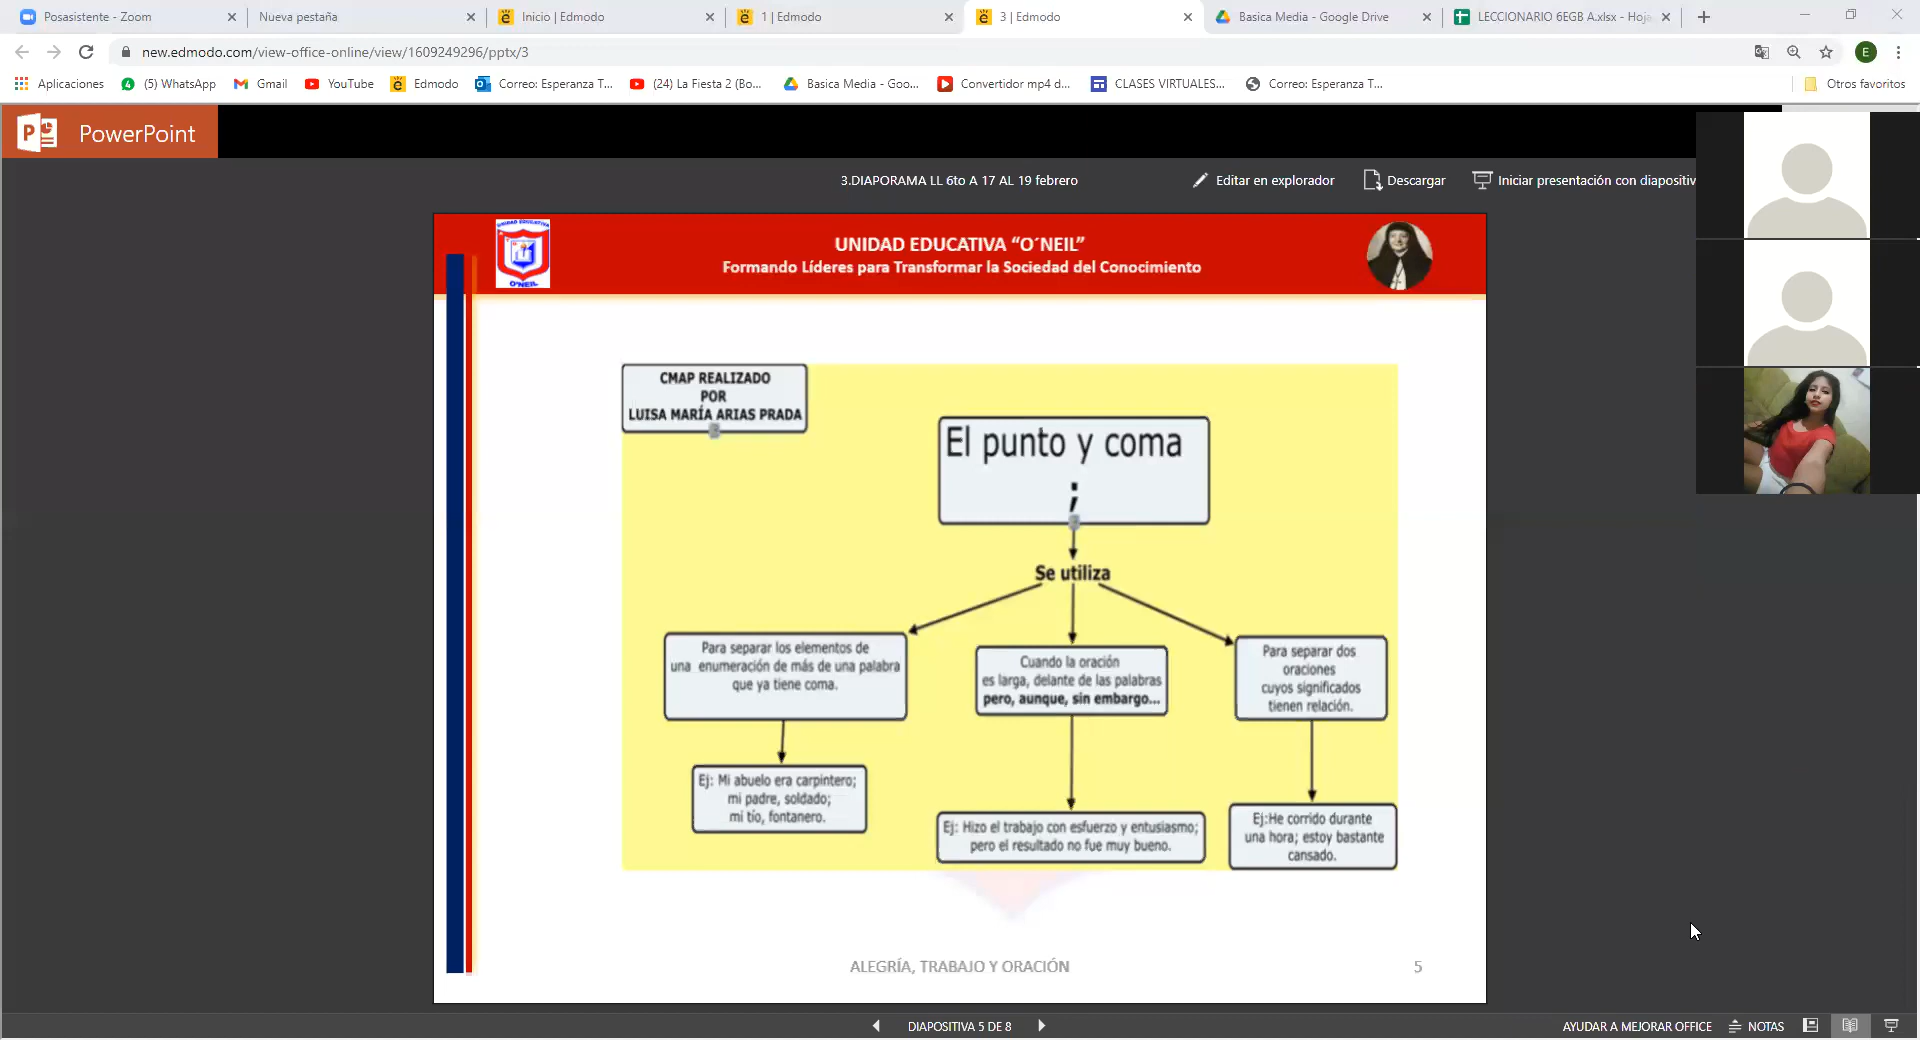 Posasistente - Zoom
Nueva pestaña
Inicio | Edmodo
1 | Edmodo
3 | Edmodo
Basica Media - Google Drive
LECCIONARIO 6EGB A.xlsx - Hoja
new.edmodo.com/view-office-online/view/1609249296/pptx/3
E
Aplicaciones
(5) WhatsApp
Gmail
YouTube
Edmodo
Correo: Esperanza T...
(24) La Fiesta 2 (Bo...
Basica Media - Goo...
Convertidor mp4 d...
CLASES VIRTUALES...
Correo: Esperanza T...
Otros favoritos
PowerPoint
3.DIAPORAMA LL 6to A 17 AL 19 febrero
Editar en explorador
Descargar
Iniciar presentación con diapositiv
UNIDAD EDUCATIVA
O'NEIL
UNIDAD EDUCATIVA “O´NEIL”
Formando Líderes para Transformar la Sociedad del Conocimiento
CMAP REALIZADO
POR
LUISA MARÍA ARIAS PRADA
El punto y coma
;
Se utiliza
Para separar los elementos de
una enumeración de más de una palabra
que ya tiene coma.
Cuando la oración
es larga, delante de las palabras
pero, aunque, sin embargo...
Para separar dos
oraciones
cuyos significados
tienen relación.
Ej: Mi abuelo era carpintero;
mi padre, soldado;
mi tío, fontanero.
Ej: Hizo el trabajo con esfuerzo y entusiasmo;
pero el resultado no fue muy bueno.
Ej:He corrido durante
una hora; estoy bastante
cansado.
ALEGRÍA, TRABAJO Y ORACIÓN
5
DIAPOSITIVA 5 DE 8
AYUDAR A MEJORAR OFFICE
NOTAS